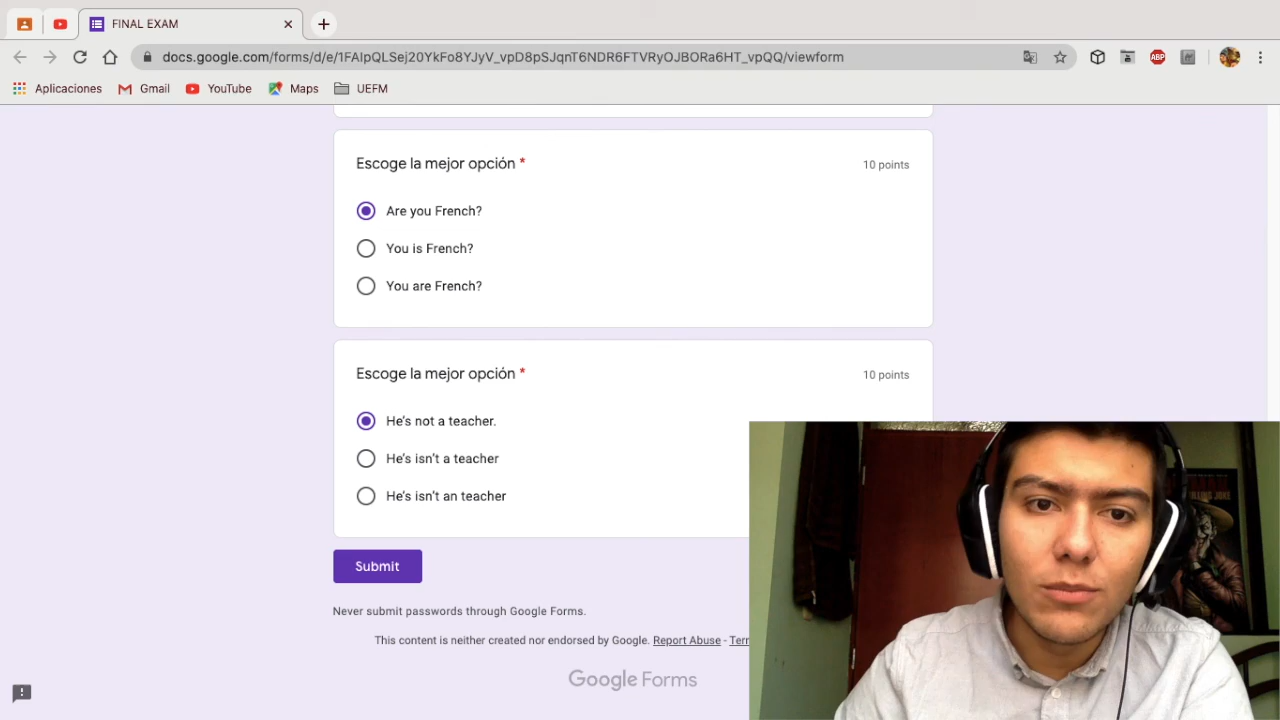 FINAL EXAM
docs.google.com/forms/d/e/1FAIpQLSej20YkFo8YJyV_vpD8pSJqnT6NDR6FTVRyOJBORa6HT_vpQQ/viewform
ABP
Aplicaciones Gmail YouTube Maps UEFM
Escoge la mejor opción * 10 points
Are you French?
You is French?
You are French?
Escoge la mejor opción * 10 points
He's not a teacher.
He's isn't a teacher
He's isn't an teacher
Submit
Never submit passwords through Google Forms.
This content is neither created nor endorsed by Google. Report Abuse - Terr
Google Forms